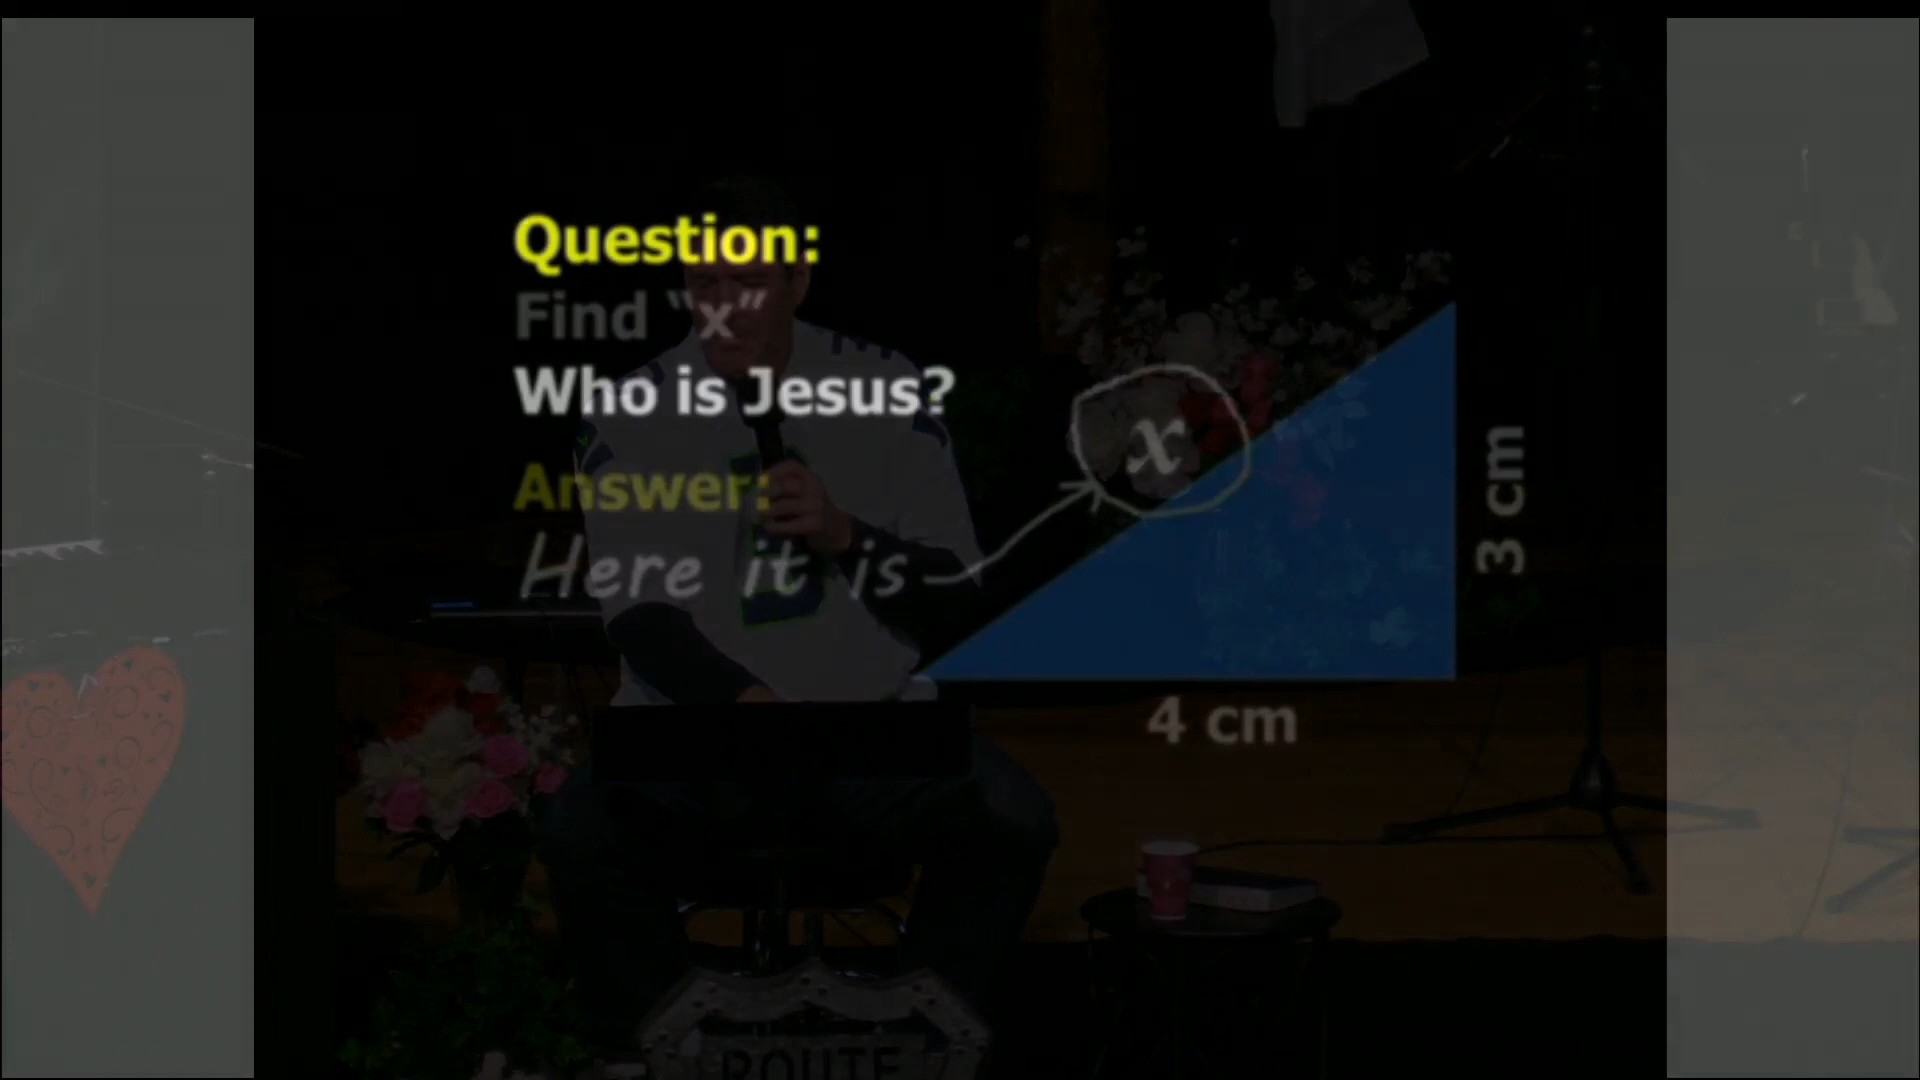 Question:
Find “x”
Who is Jesus?
Answer:
Here it is
x
3 cm
4 cm
ROUTE